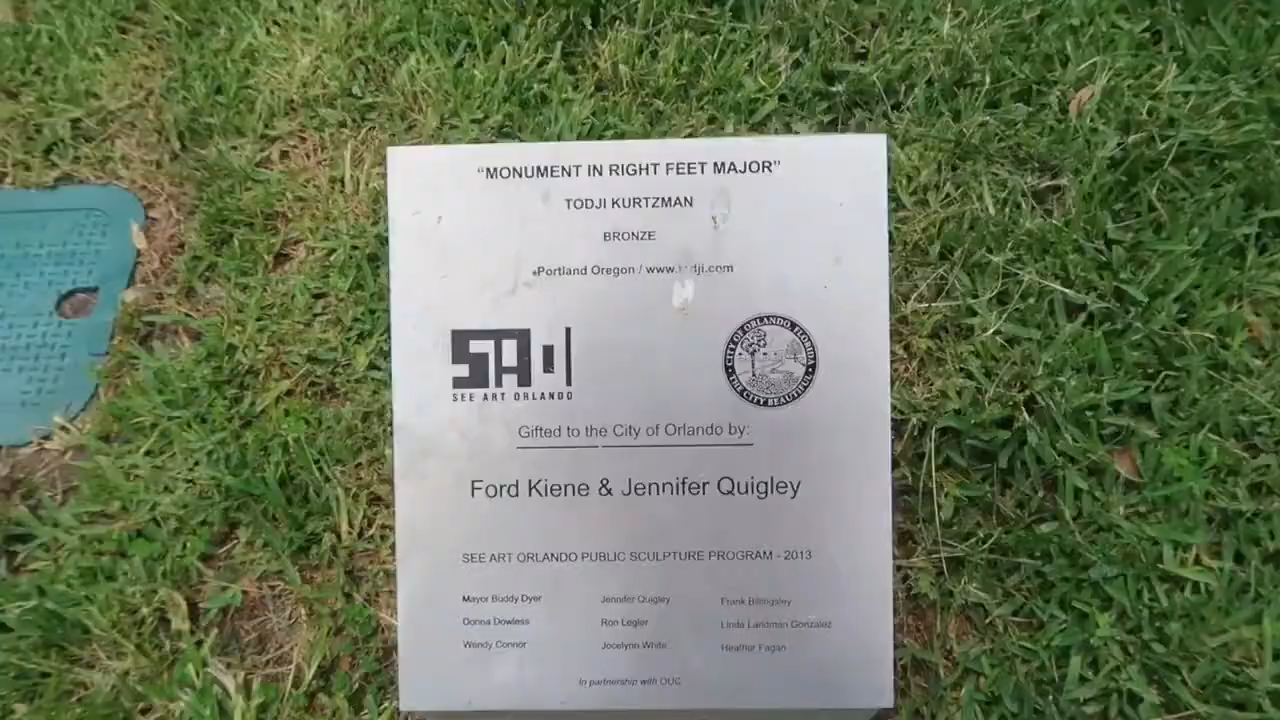 “MONUMENT IN RIGHT FEET MAJOR”
TODJI KURTZMAN
BRONZE
Portland Oregon /
SA
SEE ART ORLANDO
CITY OF ORLANDO, FLORIDA
THE CITY BEAUTIFUL
Gifted to the City of Orlando by:
Ford Kiene & Jennifer Quigley
SEE ART ORLANDO PUBLIC SCULPTURE PROGRAM - 2013
Mayor Buddy Dyer Jennifer Quigley Frank Billingsley
Donna Dowless Ron Legler Linda Landman Gonzalez
Wendy Connor Jocelynn White Heather Fagan
In partnership with OUC